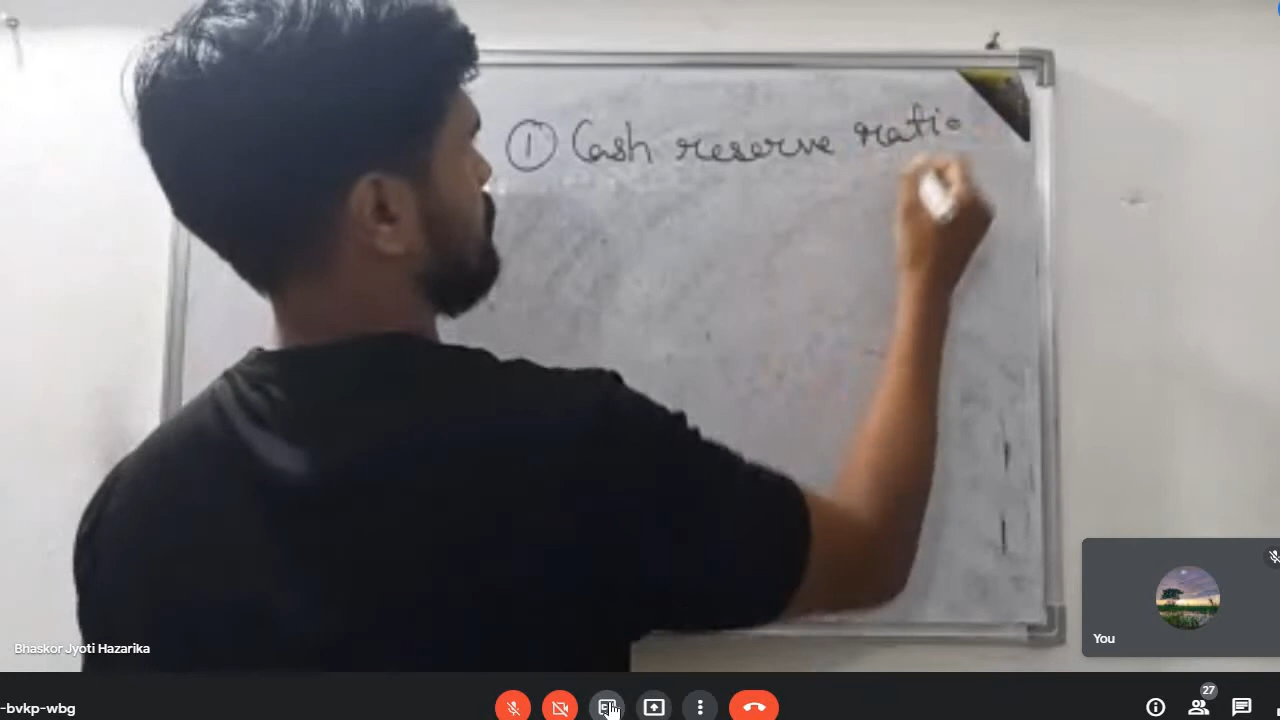 ① Cash reserve ratio
Bhaskor Jyoti Hazarika
You
-bvkp-wbg
27